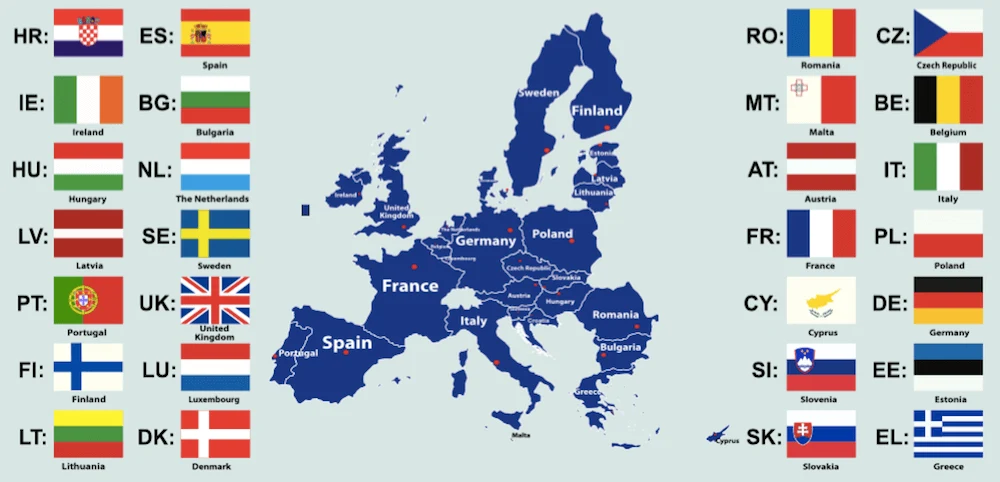 HR: ES:
Spain
IE: BG:
Ireland Bulgaria
HU: NL:
Hungary The Netherlands
LV: SE:
Latvia Sweden
PT: UK:
Portugal United
Kingdom
FI: LU:
Finland Luxembourg
LT: DK:
Lithuania Denmark
Sweden
Finland
Estonia
Latvia
Lithuania
Ireland
United
Kingdom
The Netherlands
Germany
Poland
Belgium
Luxembourg
Czech Republic
Slovakia
France
Austria
Hungary
Slovenia
Croatia
Italy
Romania
Bulgaria
Portugal
Spain
Greece
Malta
Cyprus
RO: CZ:
Romania Czech Republic
MT: BE:
Malta Belgium
AT: IT:
Austria Italy
FR: PL:
France Poland
CY: DE:
Cyprus Germany
SI: EE:
Slovenia Estonia
SK: EL:
Slovakia Greece